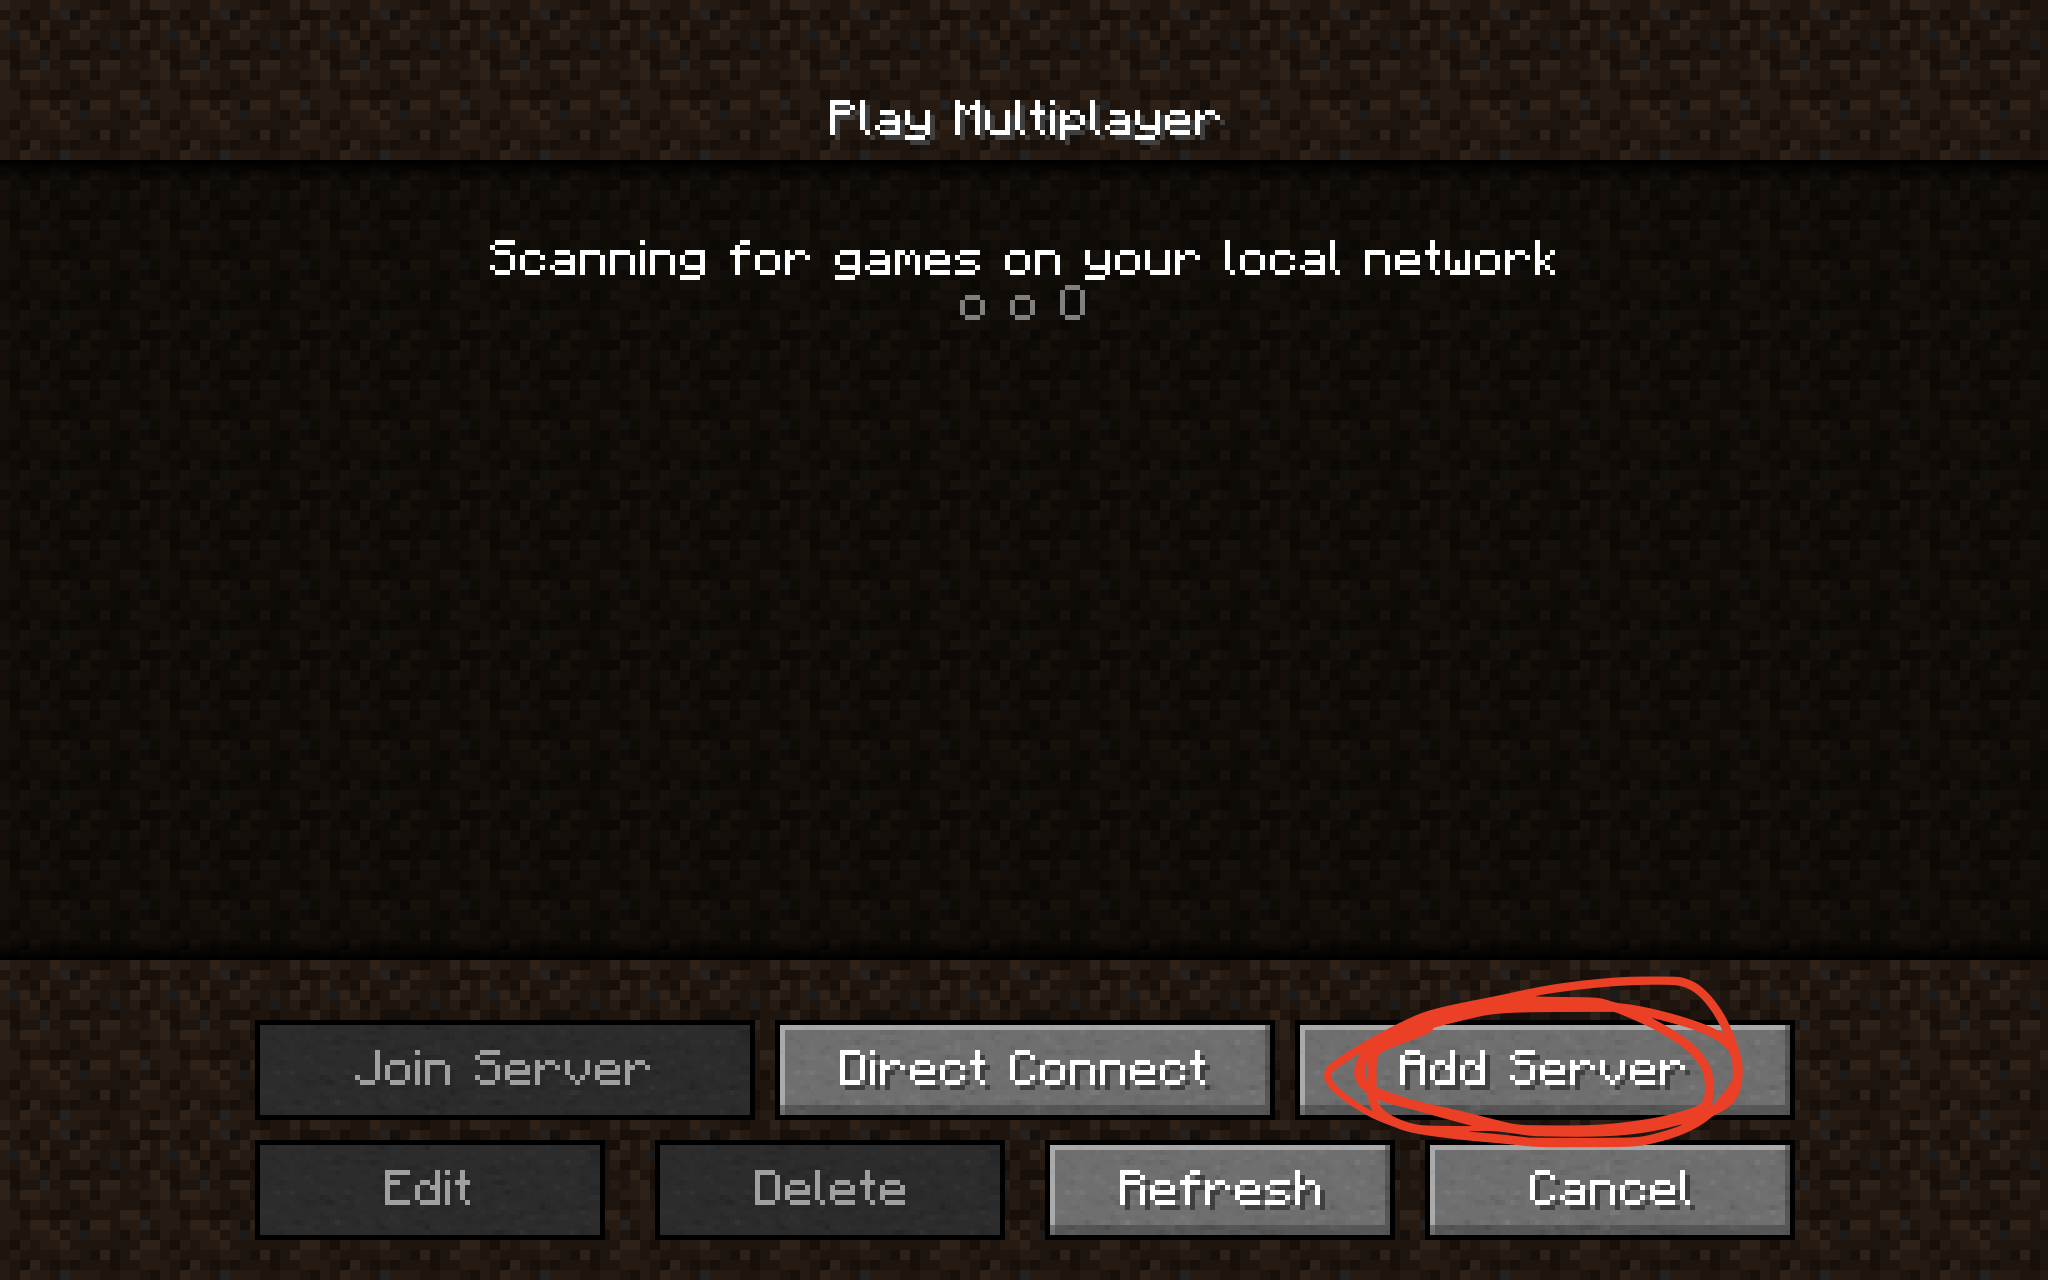 Play Multiplayer
Scanning for games on your local network
o o O
Join Server Direct Connect Add Server
Edit Delete Refresh Cancel